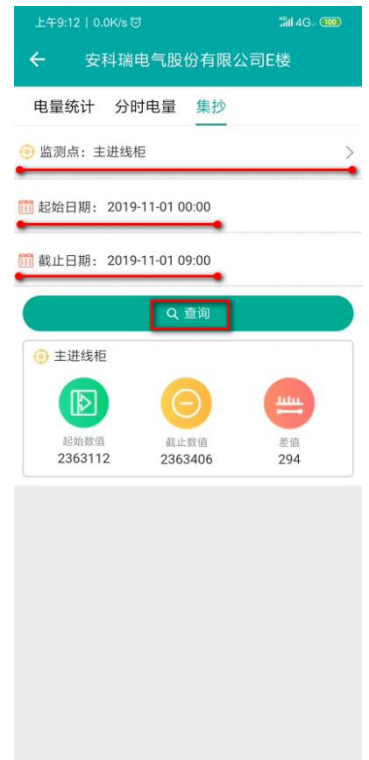 上午9:12 | 0.0K/s 4G 100
安科瑞电气股份有限公司E楼
电量统计 分时电量 集抄
监测点：主进线柜
起始日期： 2019-11-01 00:00
截止日期： 2019-11-01 09:00
查询
主进线柜
起始数值 截止数值 差值
2363112 2363406 294